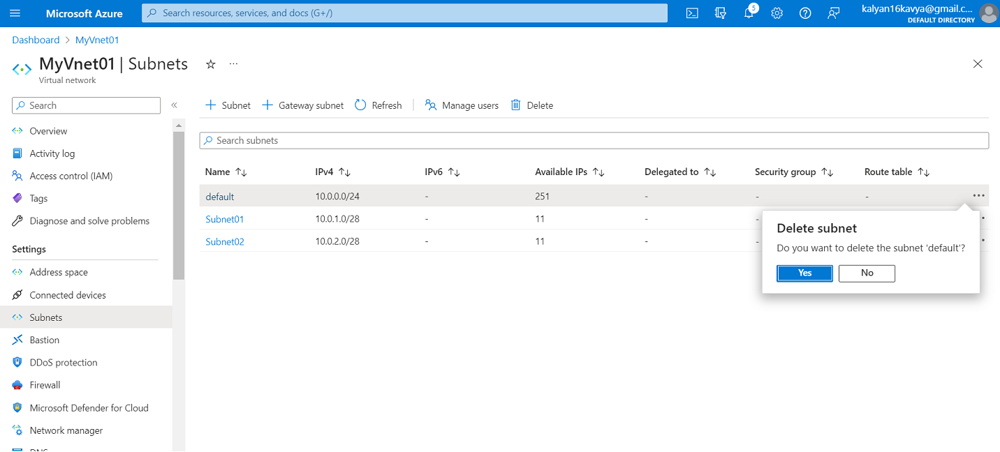 Microsoft Azure
Search resources, services, and docs (G+/)
5
kalyan16kavya@gmail.c...
DEFAULT DIRECTORY
Dashboard > MyVnet01
MyVnet01 | Subnets
...
Virtual network
Search
«
Subnet
Gateway subnet
Refresh
Manage users
Delete
Overview
Activity log
Access control (IAM)
Tags
Diagnose and solve problems
Settings
Address space
Connected devices
Subnets
Bastion
DDoS protection
Firewall
Microsoft Defender for Cloud
Network manager
DNS
Search subnets
Name IPv4 IPv6 Available IPs Delegated to Security group Route table
default 10.0.0.0/24 - 251 - - - ...
Subnet01 10.0.1.0/28 - 11 - -
Subnet02 10.0.2.0/28 - 11 - -
Delete subnet
Do you want to delete the subnet 'default'?
Yes
No